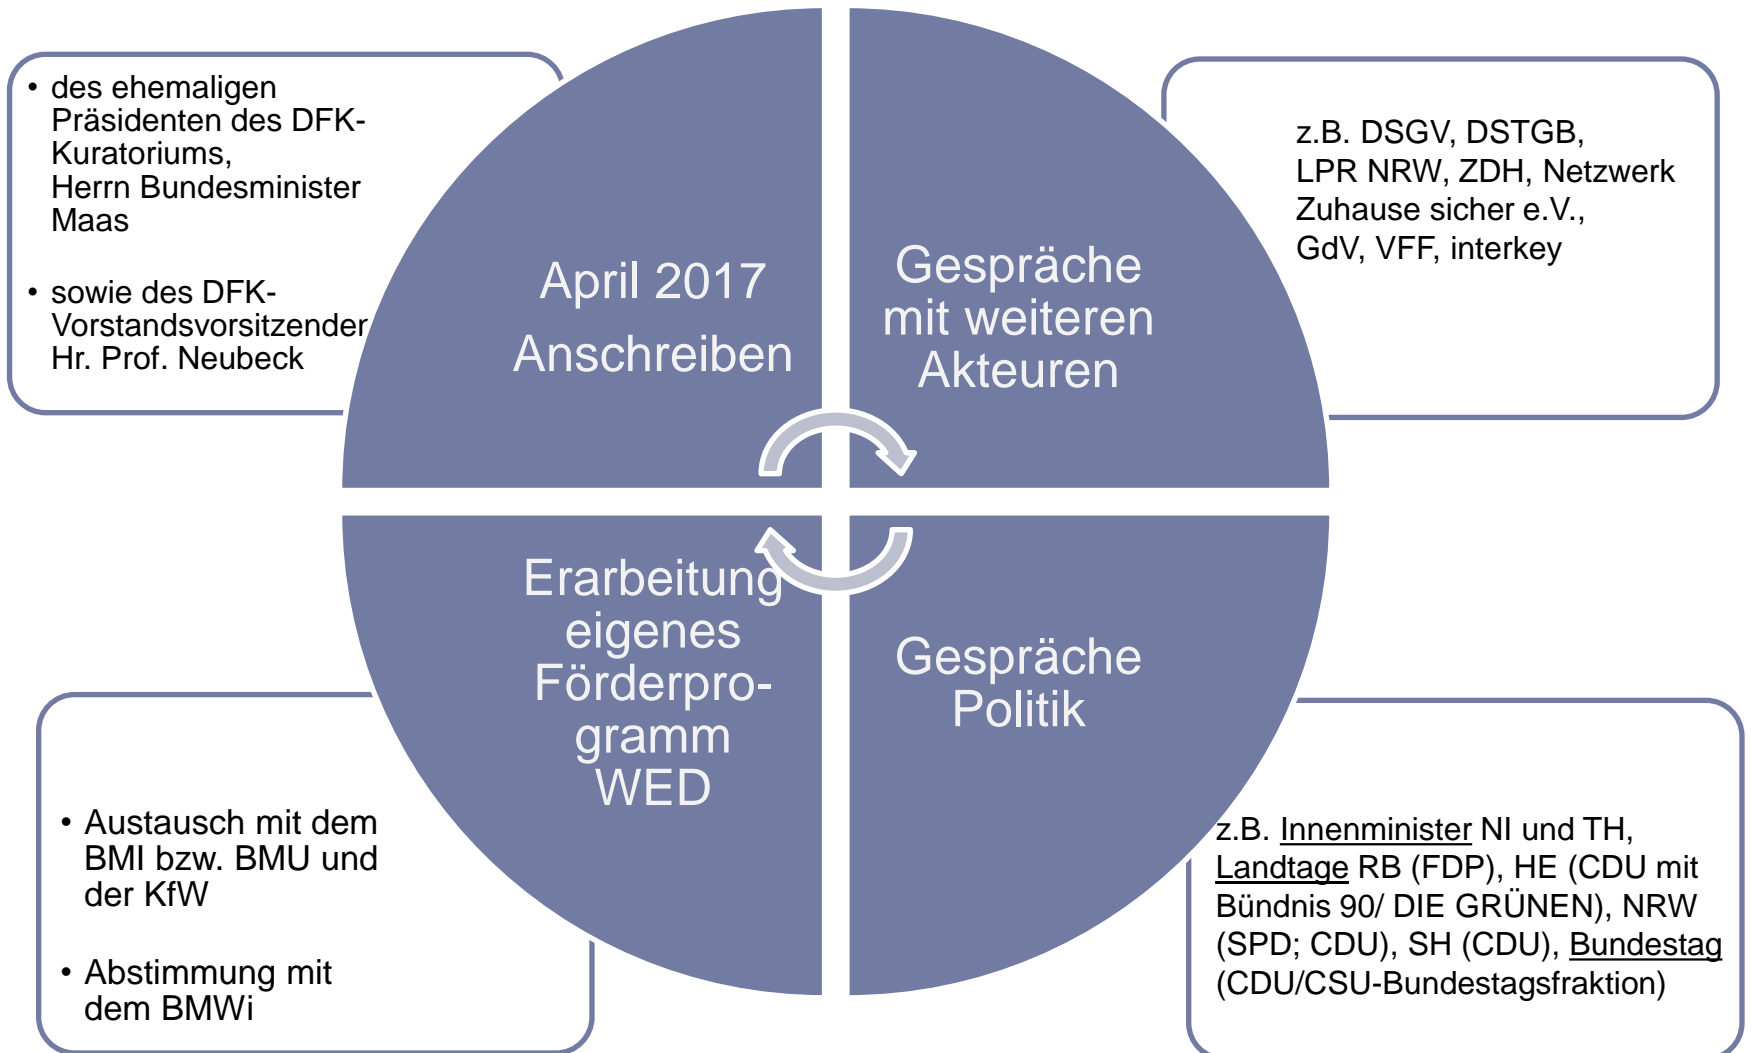 • des ehemaligen
Präsidenten des DFK-
Kuratoriums,
Herrn Bundesminister
Maas
• sowie des DFK-
Vorstandsvorsitzender
Hr. Prof. Neubeck
April 2017
Anschreiben
Gespräche
mit weiteren
Akteuren
z.B. DSGV, DSTGB,
LPR NRW, ZDH, Netzwerk
Zuhause sicher e.V.,
GdV, VFF, interkey
Erarbeitung
eigenes
Förderpro-
gramm
WED
Gespräche
Politik
• Austausch mit dem
BMI bzw. BMU und
der KfW
• Abstimmung mit
dem BMWi
z.B. Innenminister NI und TH,
Landtage RB (FDP), HE (CDU mit
Bündnis 90/ DIE GRÜNEN), NRW
(SPD; CDU), SH (CDU), Bundestag
(CDU/CSU-Bundestagsfraktion)